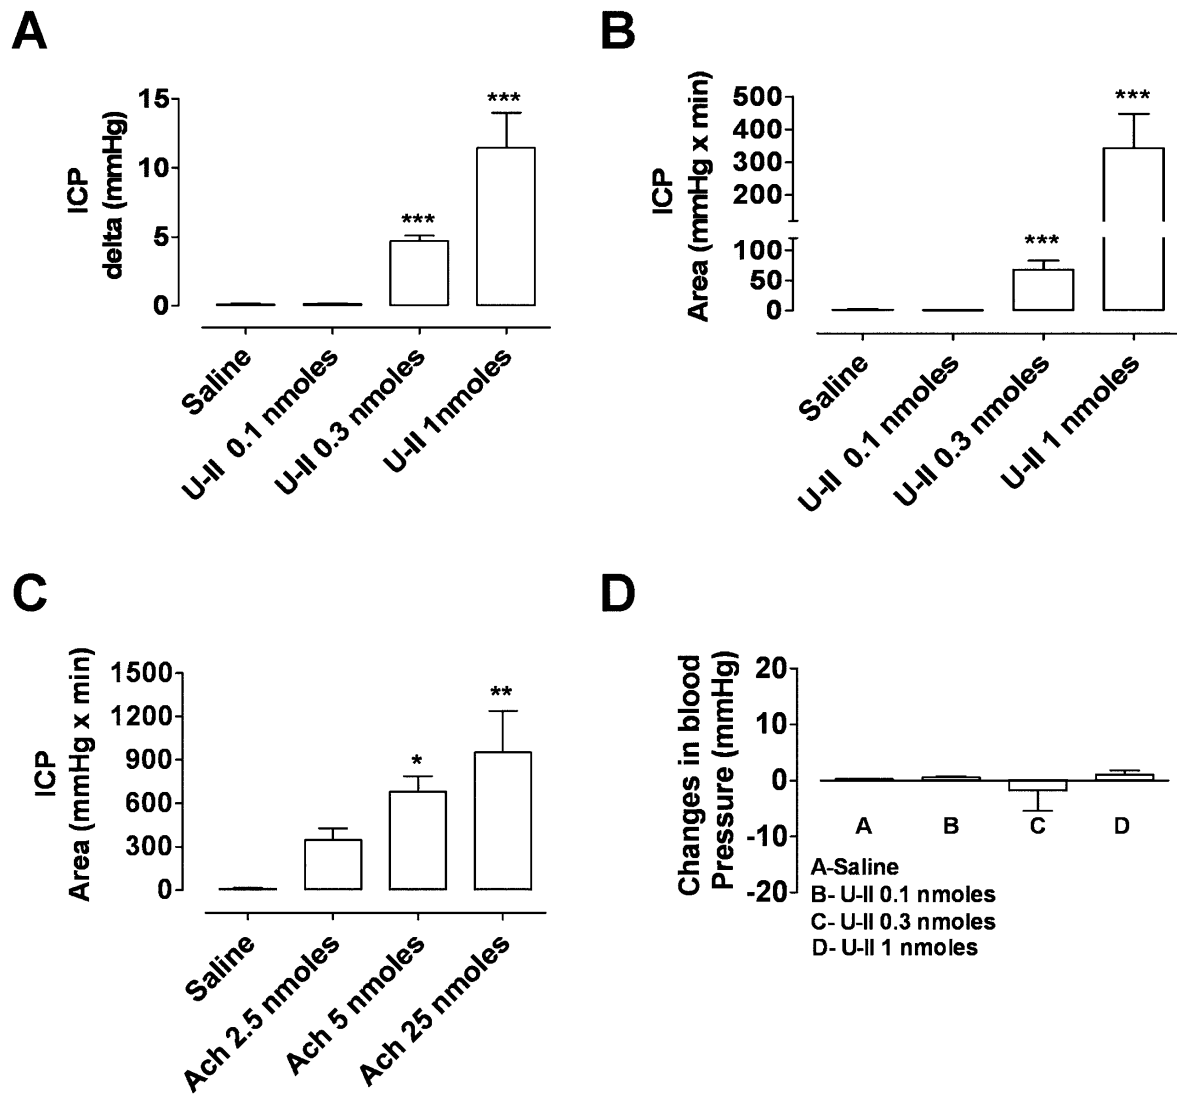 A
ICP
delta (mmHg)
15
10
5
0
***
***
Saline
U-II 0.1 nmoles
U-II 0.3 nmoles
U-II 1nmoles
B
ICP
Area (mmHg x min)
500
400
300
200
100
50
0
***
***
Saline
U-II 0.1 nmoles
U-II 0.3 nmoles
U-II 1 nmoles
C
ICP
Area (mmHg x min)
1500
1200
900
600
300
0
*
**
Saline
Ach 2.5 nmoles
Ach 5 nmoles
Ach 25 nmoles
D
Changes in blood
Pressure (mmHg)
20
10
0
-10
-20
A B C D
A-Saline
B- U-II 0.1 nmoles
C- U-II 0.3 nmoles
D- U-II 1 nmoles